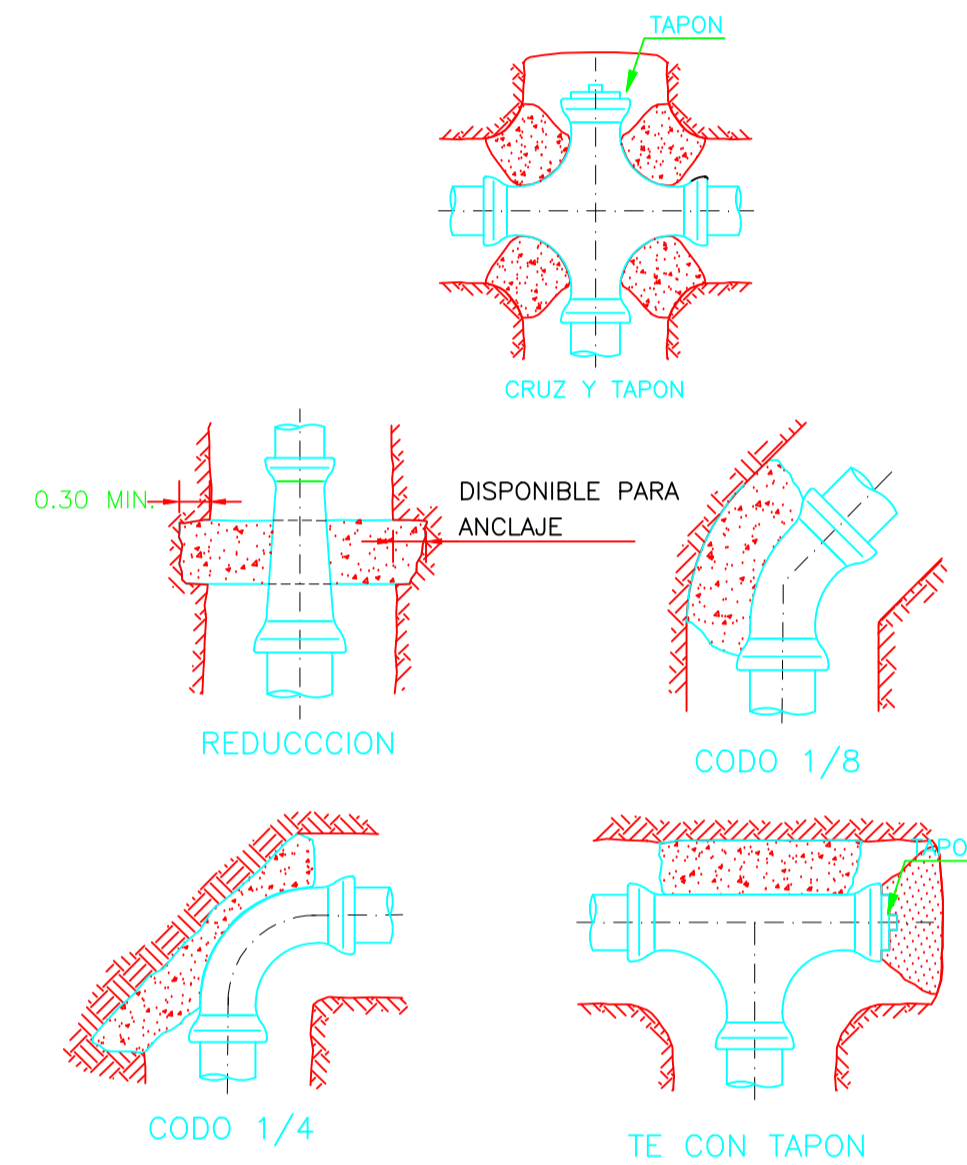 TAPON
CRUZ Y TAPON
0.30 MIN.
DISPONIBLE PARA
ANCLAJE
REDUCCCION
CODO 1/8
TAPO
CODO 1/4
TE CON TAPON